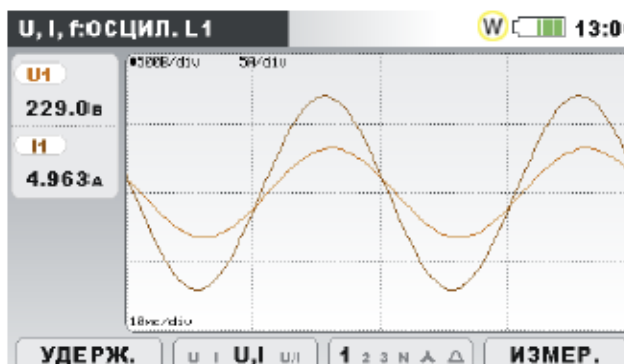 U, I, f:ОСЦИЛ. L1 W 13:0
U1
229.0в
I1
4.963А
500В/div 5А/div
10мс/div
УДЕРЖ. U I U,I U/I 1 2 3 N ИЗМЕР.